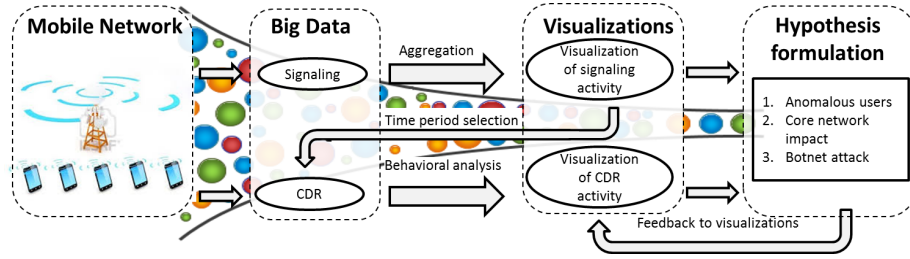 Mobile Network
Big Data
Visualizations
Hypothesis
formulation
Signaling
Aggregation
Visualization
of signaling
activity
Time period selection
CDR
Behavioral analysis
Visualization
of CDR
activity
1. Anomalous users
2. Core network
impact
3. Botnet attack
Feedback to visualizations